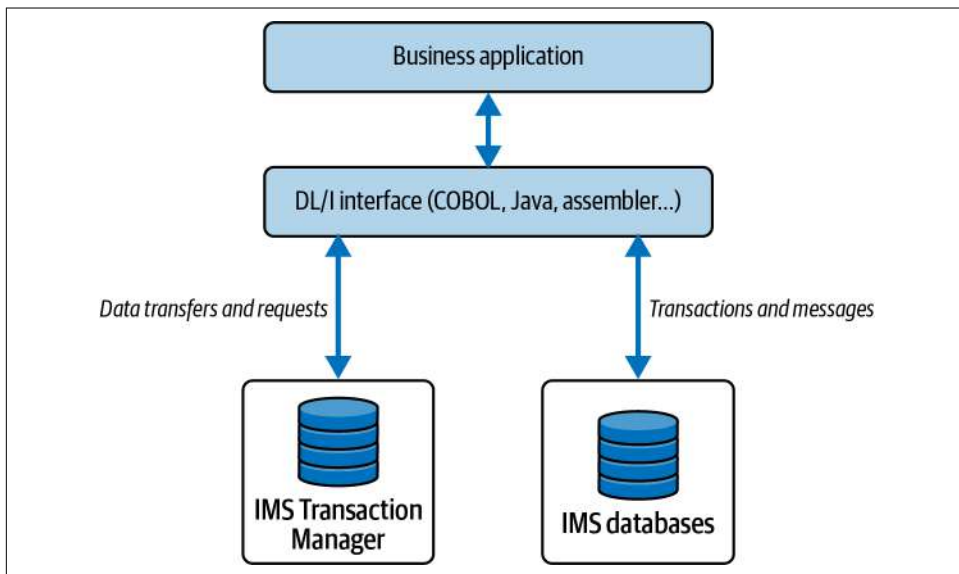 Business application
DL/I interface (COBOL, Java, assembler...)
Data transfers and requests
Transactions and messages
IMS Transaction
Manager
IMS databases